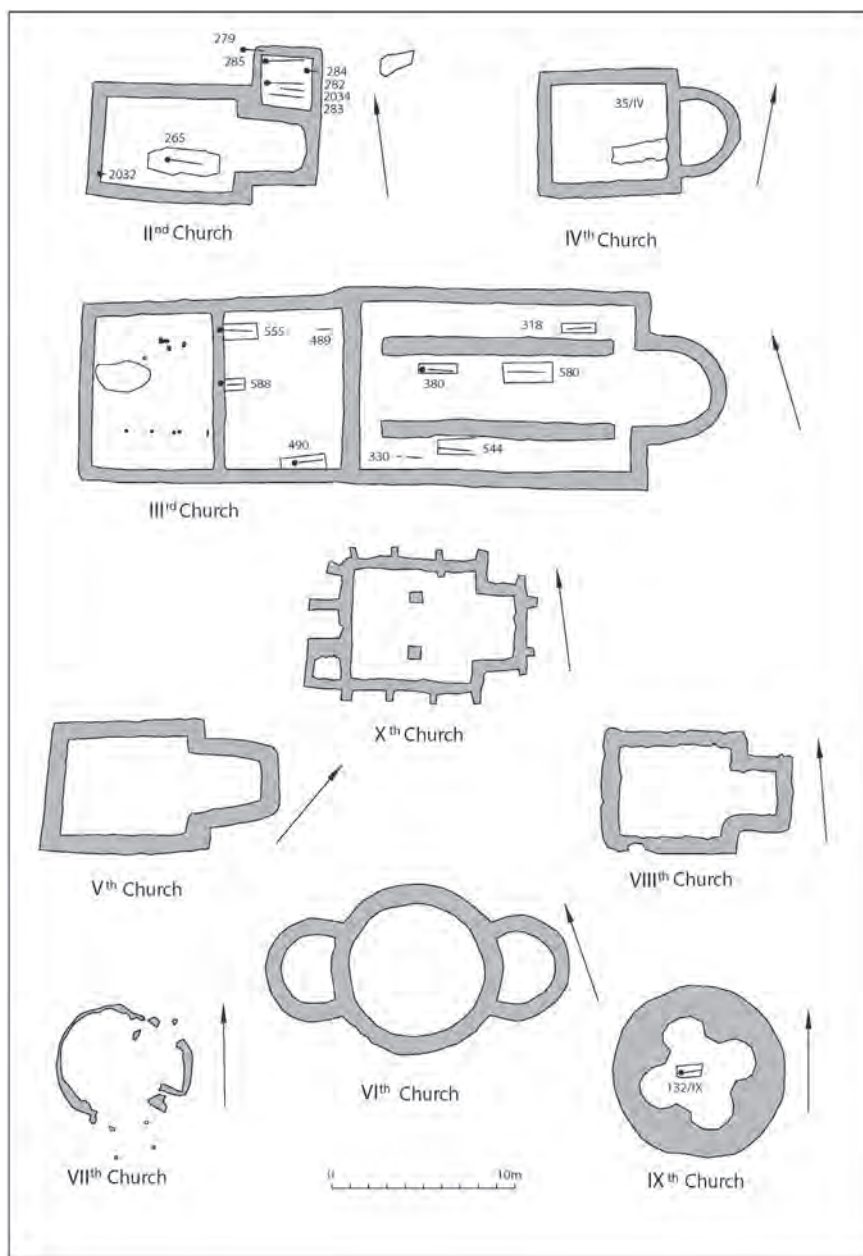 279
285
284
282
2034
283
265
2032
IInd Church
35/IV
IVth Church
555
489
318
588
380
580
490
330
544
IIIrd Church
Xth Church
Vth Church
VIIIth Church
VIth Church
VIIth Church
132/IX
IXth Church
0 10m